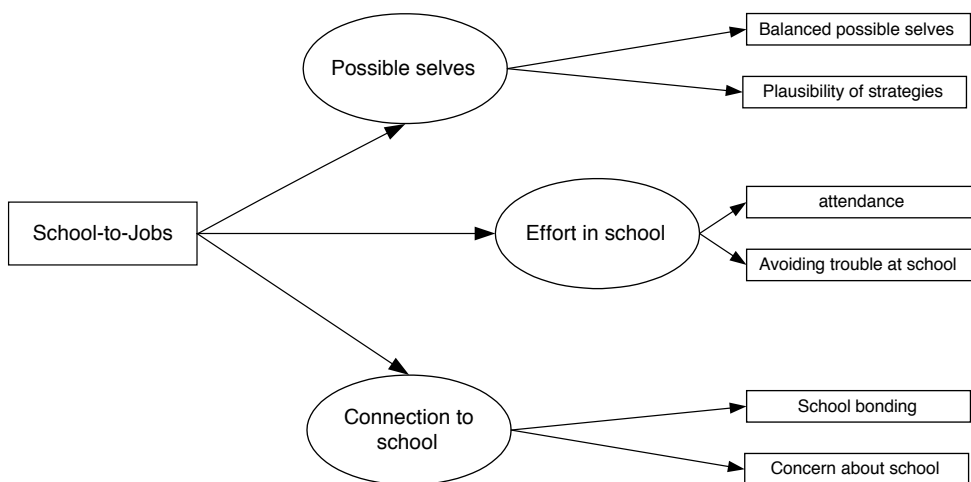 Balanced possible selves
Possible selves
Plausibility of strategies
School-to-Jobs
Effort in school
attendance
Avoiding trouble at school
Connection to
school
School bonding
Concern about school